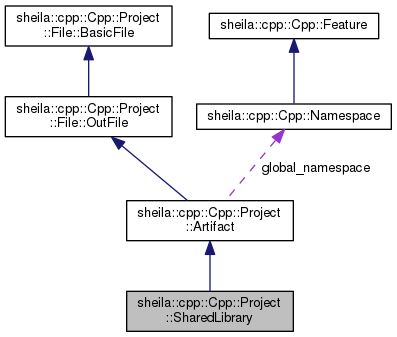 sheila::cpp::Cpp::Project
::File::BasicFile
sheila::cpp::Cpp::Feature
sheila::cpp::Cpp::Project
::File::OutFile
sheila::cpp::Cpp::Namespace
global_namespace
sheila::cpp::Cpp::Project
::Artifact
sheila::cpp::Cpp::Project
::SharedLibrary